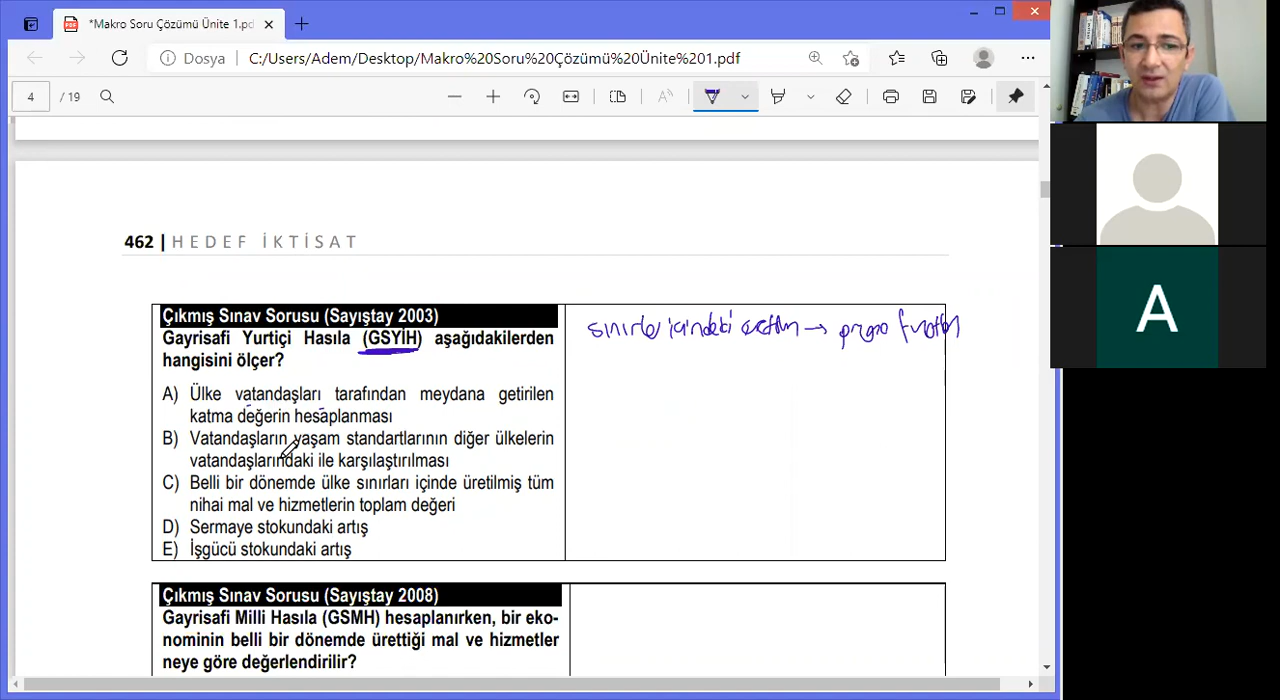 *Makro Soru Çözümü Ünite 1.pd
Dosya
C:/Users/Adem/Desktop/Makro%20Soru%20Çözümü%20Ünite%201.pdf
4 / 19
462 | HEDEF İKTİSAT
Çıkmış Sınav Sorusu (Sayıştay 2003)
Gayrisafi Yurtiçi Hasıla (GSYİH) aşağıdakilerden
hangisini ölçer?
A) Ülke vatandaşları tarafından meydana getirilen
katma değerin hesaplanması
B) Vatandaşların yaşam standartlarının diğer ülkelerin
vatandaşlarındaki ile karşılaştırılması
C) Belli bir dönemde ülke sınırları içinde üretilmiş tüm
nihai mal ve hizmetlerin toplam değeri
D) Sermaye stokundaki artış
E) İşgücü stokundaki artış
sınırlar içindeki →
Çıkmış Sınav Sorusu (Sayıştay 2008)
Gayrisafi Milli Hasıla (GSMH) hesaplanırken, bir eko-
nominin belli bir dönemde ürettiği mal ve hizmetler
neye göre değerlendirilir?
A